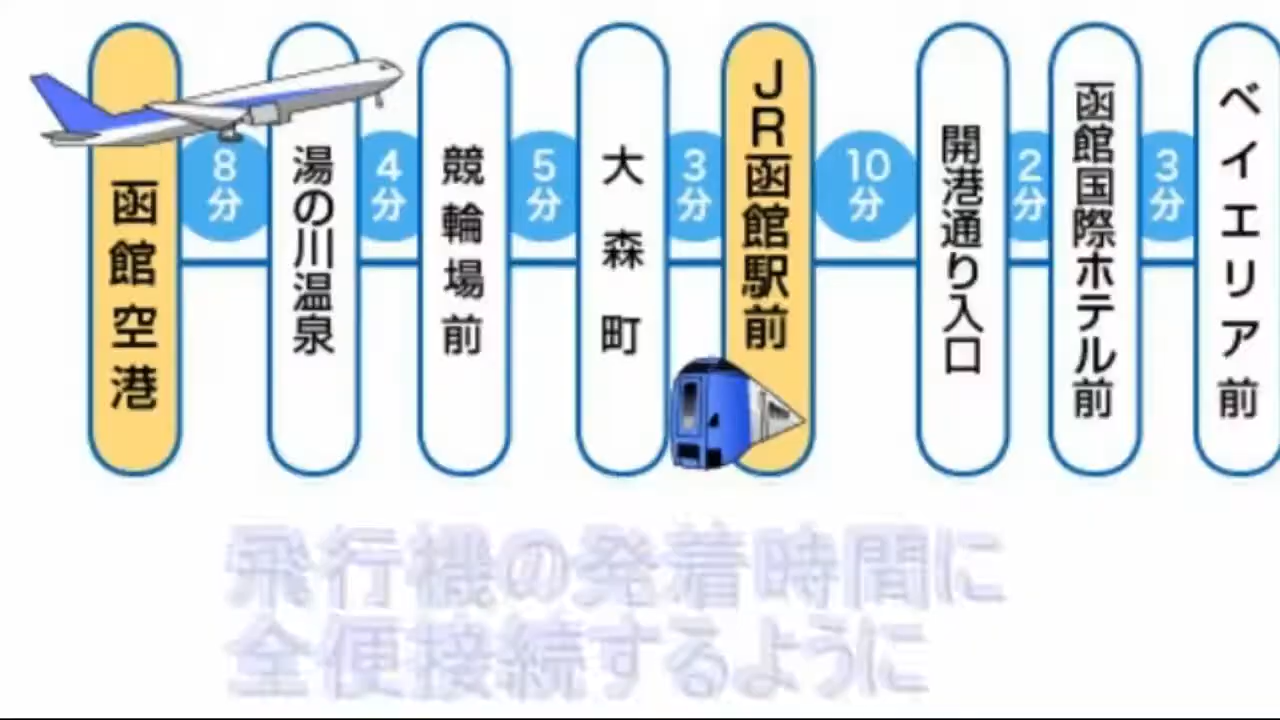 函館空港
8分
湯の川温泉
4分
競輪場前
5分
大森町
3分
JR函館駅前
10分
開港通り入口
2分
函館国際ホテル前
3分
ベイエリア前
飛行機の発着時間に
全便接続するように